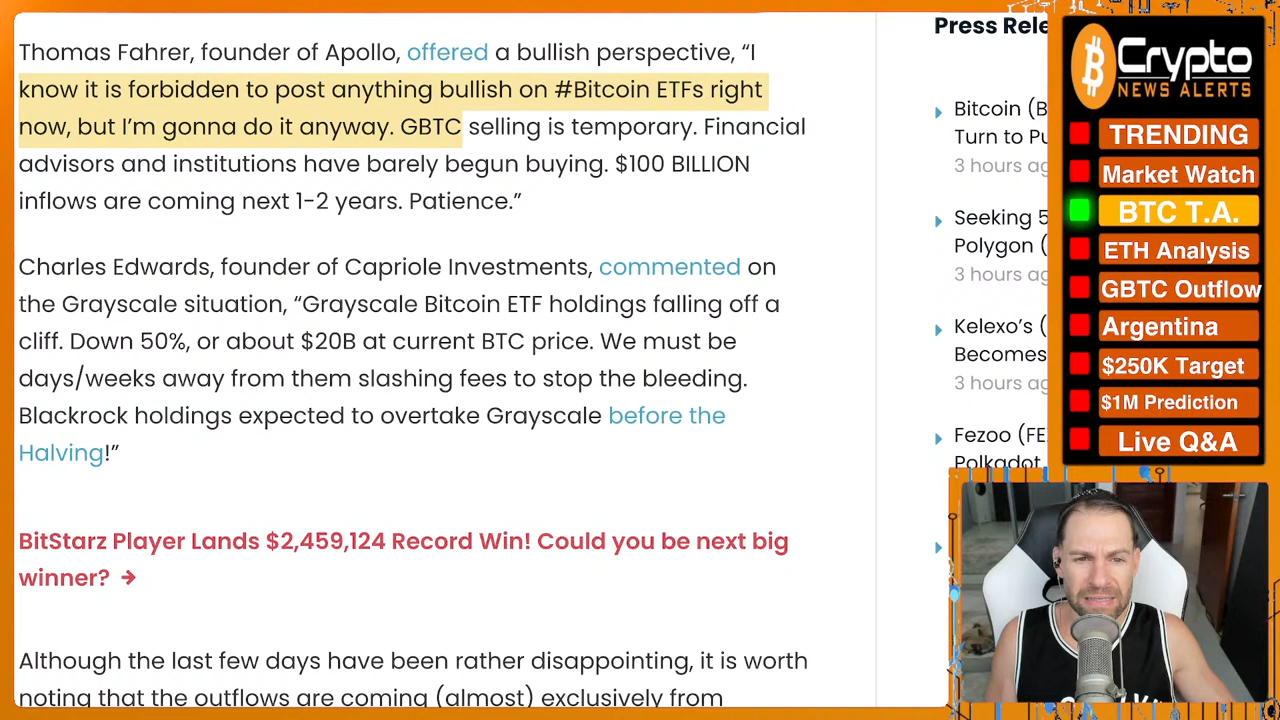 Thomas Fahrer, founder of Apollo, offered a bullish perspective, “I
know it is forbidden to post anything bullish on #Bitcoin ETFs right
now, but I’m gonna do it anyway. GBTC selling is temporary. Financial
advisors and institutions have barely begun buying. $100 BILLION
inflows are coming next 1-2 years. Patience.”
Charles Edwards, founder of Capriole Investments, commented on
the Grayscale situation, “Grayscale Bitcoin ETF holdings falling off a
cliff. Down 50%, or about $20B at current BTC price. We must be
days/weeks away from them slashing fees to stop the bleeding.
Blackrock holdings expected to overtake Grayscale before the
Halving!”
BitStarz Player Lands $2,459,124 Record Win! Could you be next big
winner? →
Although the last few days have been rather disappointing, it is worth
noting that the outflows are coming (almost) exclusively from
Press Rele
Bitcoin (B
Turn to Pu
3 hours ag
Seeking 5
Polygon (
3 hours ag
Kelexo’s (
Becomes
3 hours ag
Fezoo (FE
Polkadot
Crypto
NEWS ALERTS
TRENDING
Market Watch
BTC T.A.
ETH Analysis
GBTC Outflow
Argentina
$250K Target
$1M Prediction
Live Q&A